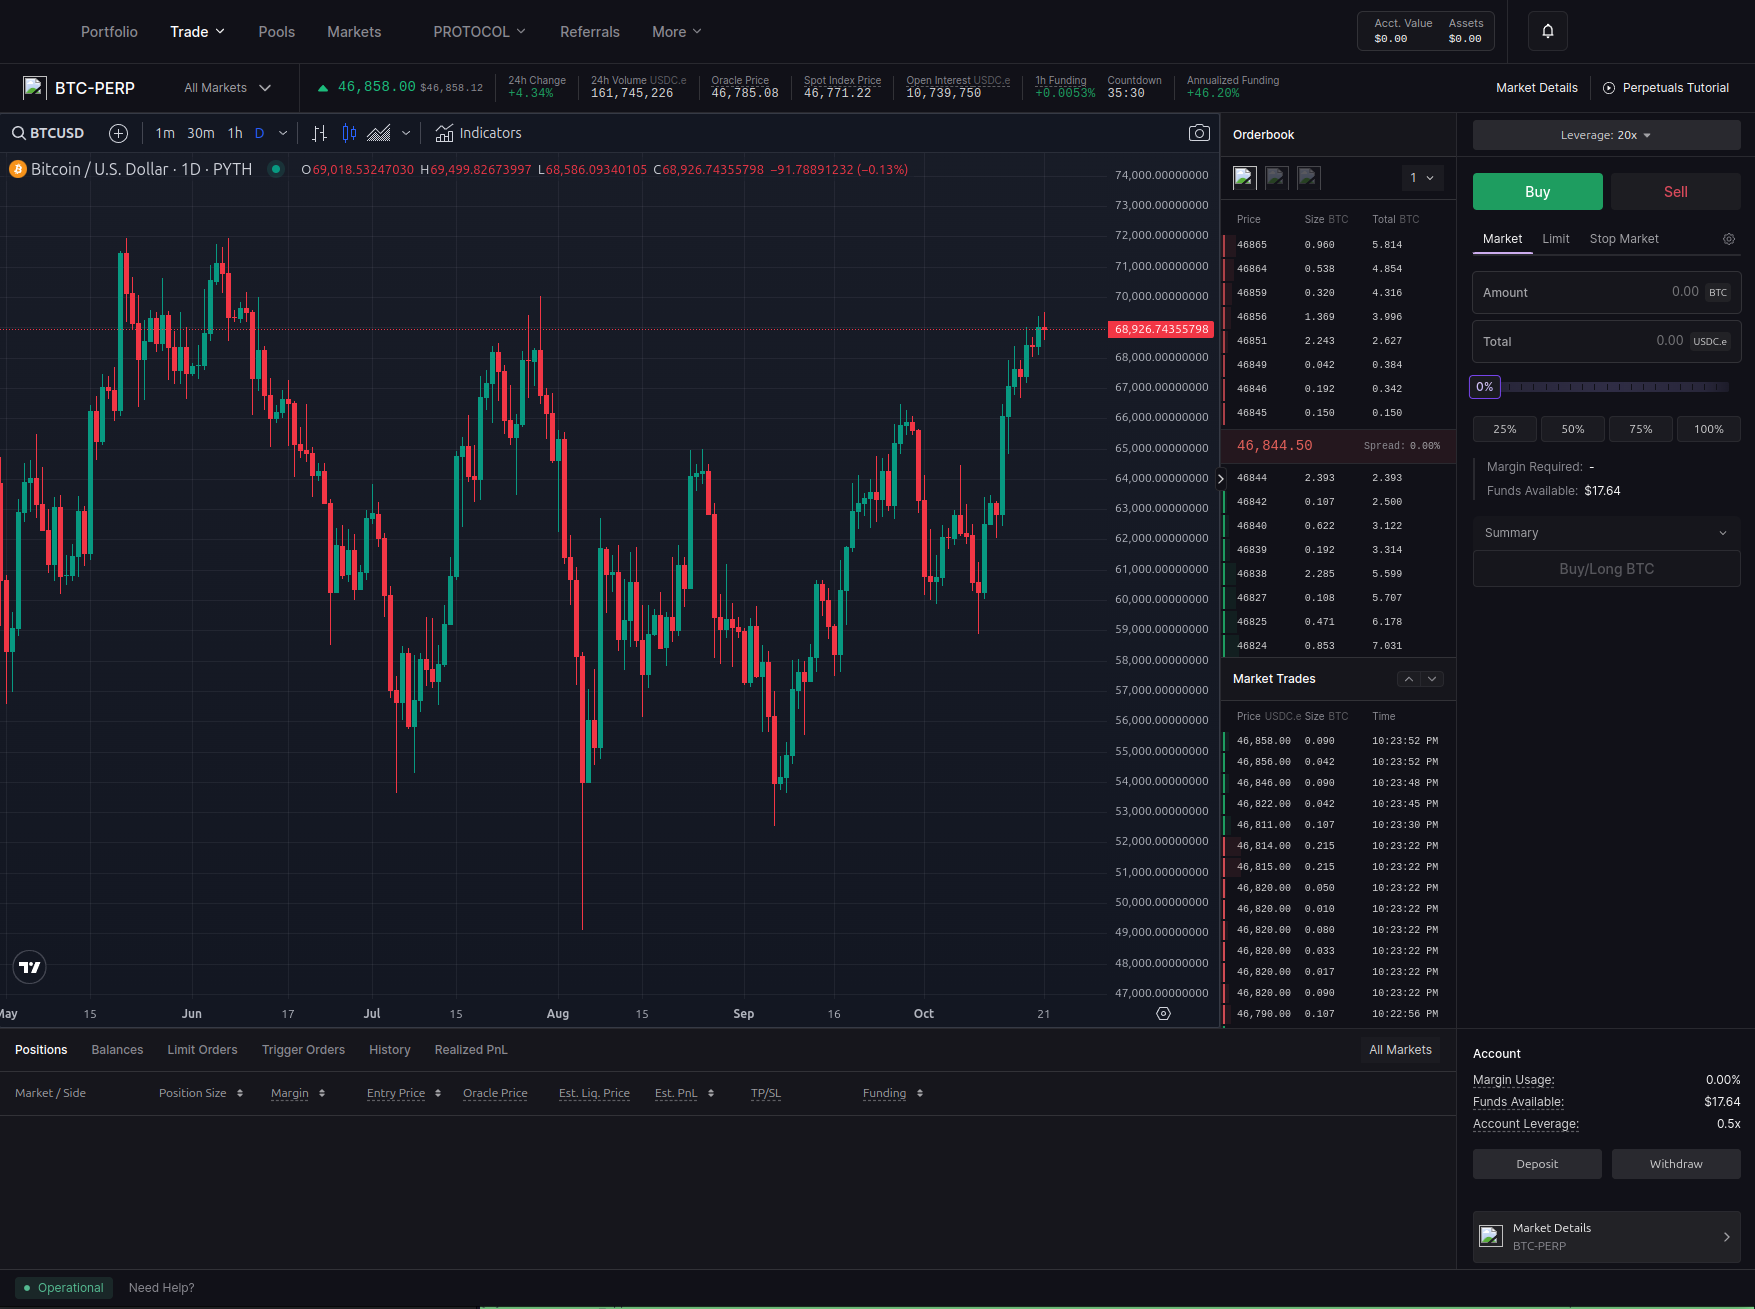 Portfolio Trade Pools Markets PROTOCOL Referrals More
Acct. Value Assets
$0.00 $0.00
BTC-PERP All Markets
46,858.00 $46,858.12
24h Change
+4.34%
24h Volume USDC.e
161,745,226
Oracle Price
46,785.08
Spot Index Price
46,771.22
Open Interest USDC.e
10,739,750
1h Funding
+0.0053%
Countdown
35:30
Annualized Funding
+46.20%
Market Details
Perpetuals Tutorial
BTCUSD 1m 30m 1h D Indicators
Bitcoin / U.S. Dollar · 1D · PYTH O69,018.53247030 H69,499.82673997 L68,586.09340105 C68,926.74355798 −91.78891232 (−0.13%)
74,000.00000000
73,000.00000000
72,000.00000000
71,000.00000000
70,000.00000000
68,926.74355798
68,000.00000000
67,000.00000000
66,000.00000000
65,000.00000000
64,000.00000000
63,000.00000000
62,000.00000000
61,000.00000000
60,000.00000000
59,000.00000000
58,000.00000000
57,000.00000000
56,000.00000000
55,000.00000000
54,000.00000000
53,000.00000000
52,000.00000000
51,000.00000000
50,000.00000000
49,000.00000000
48,000.00000000
47,000.00000000
May 15 Jun 17 Jul 15 Aug 15 Sep 16 Oct 21
Orderbook
1
Price Size BTC Total BTC
46865 0.960 5.814
46864 0.538 4.854
46859 0.320 4.316
46856 1.369 3.996
46851 2.243 2.627
46849 0.042 0.384
46846 0.192 0.342
46845 0.150 0.150
46,844.50 Spread: 0.00%
46844 2.393 2.393
46842 0.107 2.500
46840 0.622 3.122
46839 0.192 3.314
46838 2.285 5.599
46827 0.108 5.707
46825 0.471 6.178
46824 0.853 7.031
Market Trades
Price USDC.e Size BTC Time
46,858.00 0.090 10:23:52 PM
46,856.00 0.042 10:23:52 PM
46,846.00 0.090 10:23:48 PM
46,822.00 0.042 10:23:45 PM
46,811.00 0.107 10:23:30 PM
46,814.00 0.215 10:23:22 PM
46,815.00 0.215 10:23:22 PM
46,820.00 0.050 10:23:22 PM
46,820.00 0.010 10:23:22 PM
46,820.00 0.080 10:23:22 PM
46,820.00 0.033 10:23:22 PM
46,820.00 0.017 10:23:22 PM
46,820.00 0.090 10:23:22 PM
46,790.00 0.107 10:22:56 PM
Leverage: 20x
Buy Sell
Market Limit Stop Market
Amount 0.00 BTC
Total 0.00 USDC.e
0%
25% 50% 75% 100%
Margin Required: -
Funds Available: $17.64
Summary
Buy/Long BTC
Positions Balances Limit Orders Trigger Orders History Realized PnL All Markets
Market / Side Position Size Margin Entry Price Oracle Price Est. Liq. Price Est. PnL TP/SL Funding
Account
Margin Usage: 0.00%
Funds Available: $17.64
Account Leverage: 0.5x
Deposit Withdraw
Market Details
BTC-PERP
Operational Need Help?